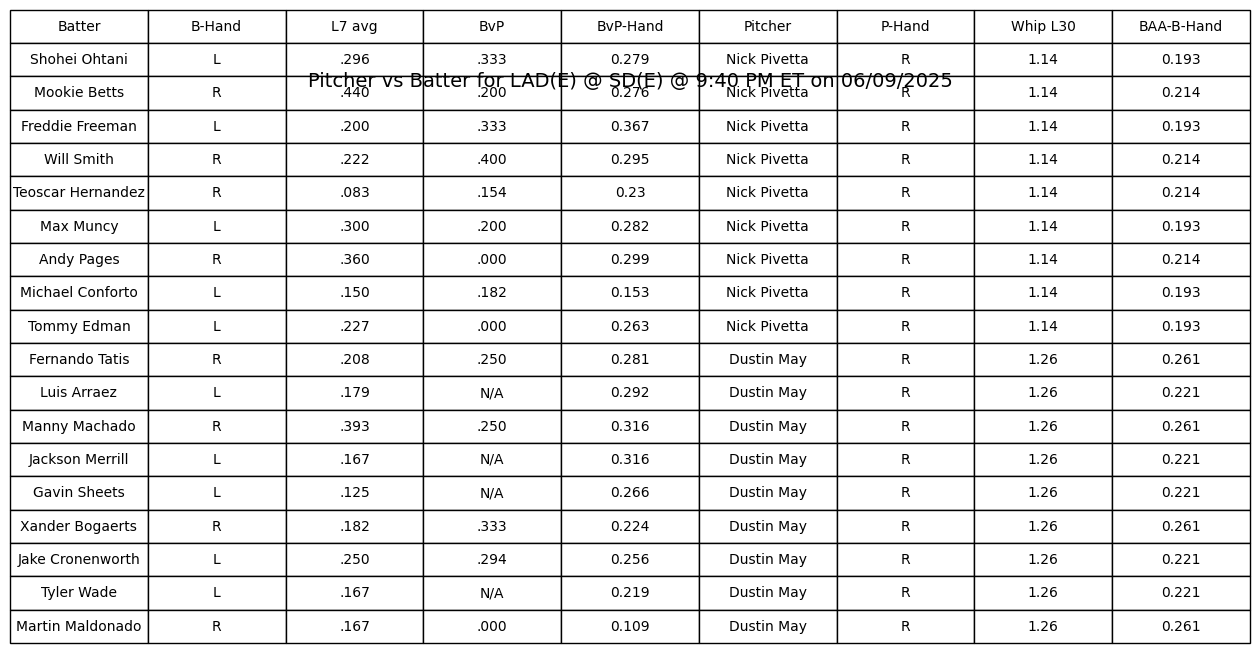 Batter B-Hand L7 avg BvP BvP-Hand Pitcher P-Hand Whip L30 BAA-B-Hand
Shohei Ohtani L .296 .333 0.279 Nick Pivetta R 1.14 0.193
Pitcher vs Batter for LAD(E) @ SD(E) @ 9:40 PM ET on 06/09/2025
Mookie Betts R .440 .200 0.276 Nick Pivetta R 1.14 0.214
Freddie Freeman L .200 .333 0.367 Nick Pivetta R 1.14 0.193
Will Smith R .222 .400 0.295 Nick Pivetta R 1.14 0.214
Teoscar Hernandez R .083 .154 0.23 Nick Pivetta R 1.14 0.214
Max Muncy L .300 .200 0.282 Nick Pivetta R 1.14 0.193
Andy Pages R .360 .000 0.299 Nick Pivetta R 1.14 0.214
Michael Conforto L .150 .182 0.153 Nick Pivetta R 1.14 0.193
Tommy Edman L .227 .000 0.263 Nick Pivetta R 1.14 0.193
Fernando Tatis R .208 .250 0.281 Dustin May R 1.26 0.261
Luis Arraez L .179 N/A 0.292 Dustin May R 1.26 0.221
Manny Machado R .393 .250 0.316 Dustin May R 1.26 0.261
Jackson Merrill L .167 N/A 0.316 Dustin May R 1.26 0.221
Gavin Sheets L .125 N/A 0.266 Dustin May R 1.26 0.221
Xander Bogaerts R .182 .333 0.224 Dustin May R 1.26 0.261
Jake Cronenworth L .250 .294 0.256 Dustin May R 1.26 0.221
Tyler Wade L .167 N/A 0.219 Dustin May R 1.26 0.221
Martin Maldonado R .167 .000 0.109 Dustin May R 1.26 0.261